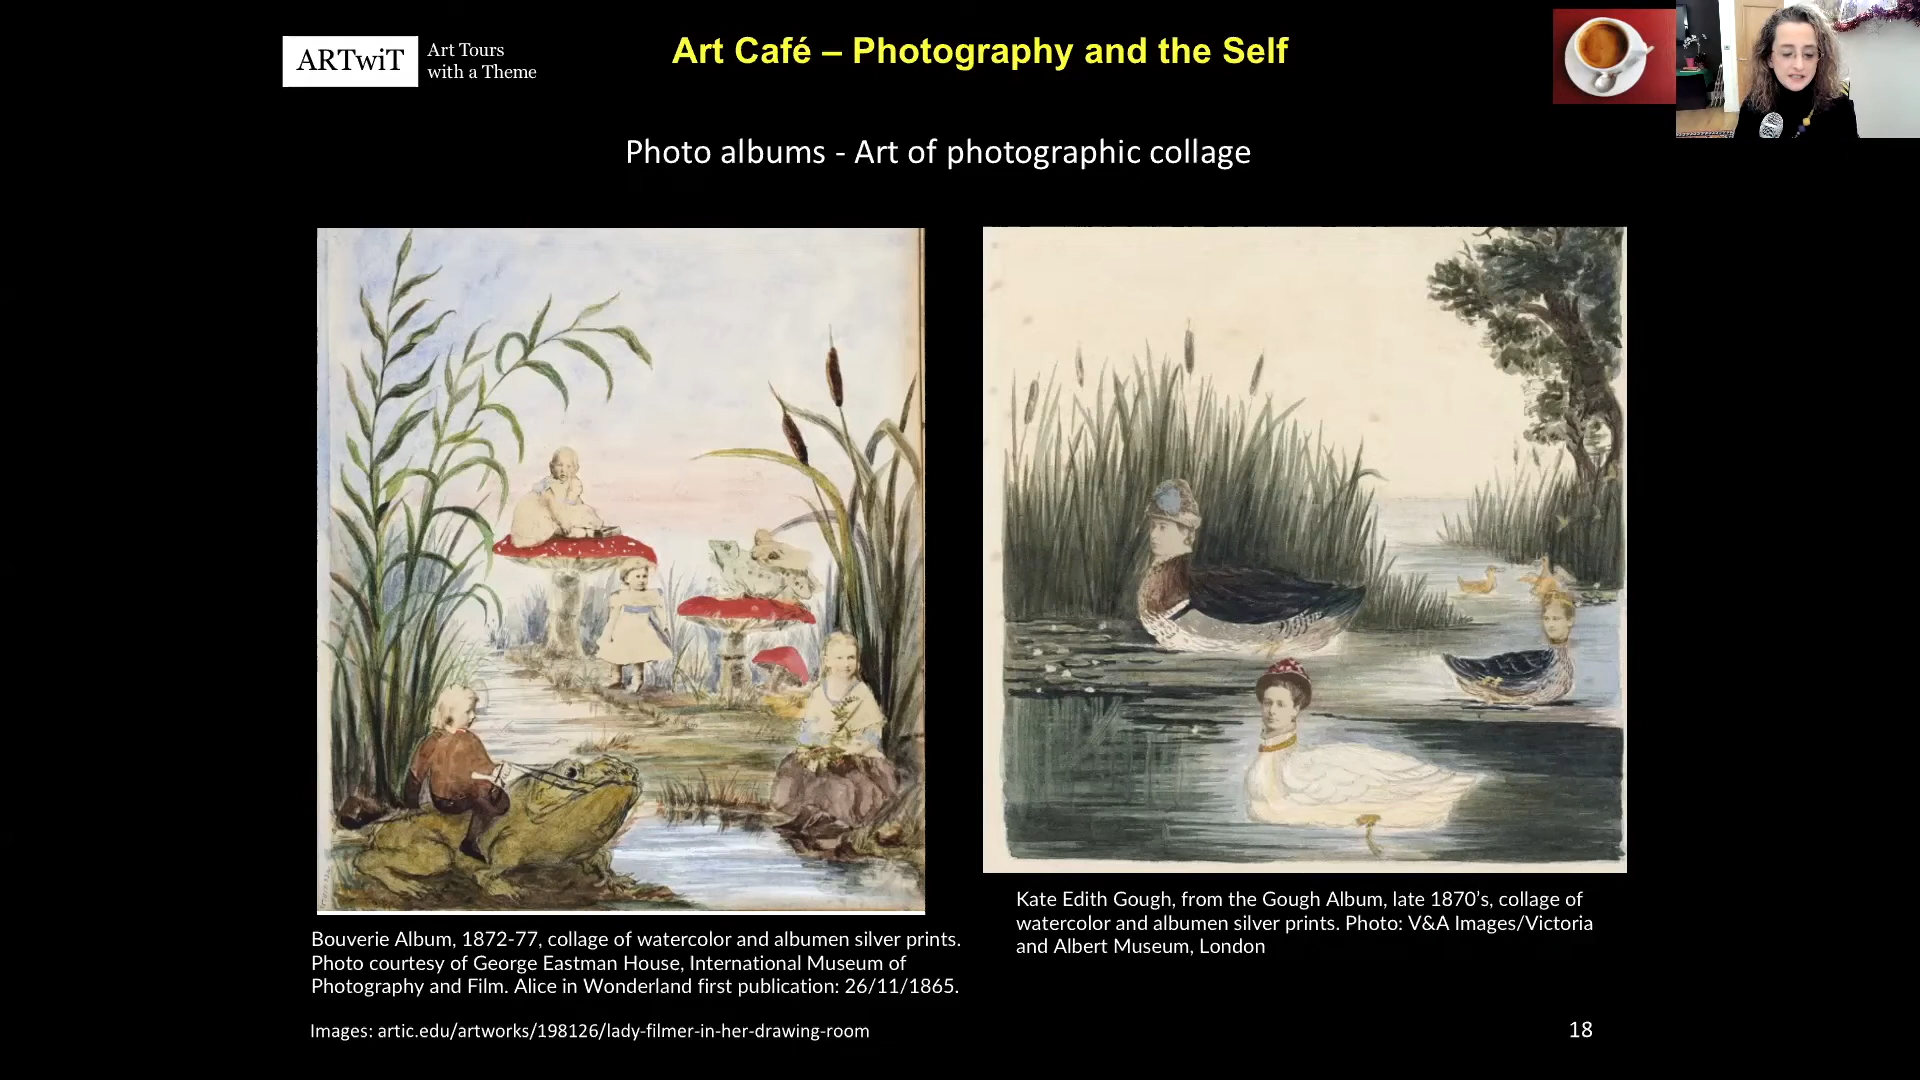 ARTwiT
Art Tours
with a Theme
Art Café – Photography and the Self
Photo albums - Art of photographic collage
Bouverie Album, 1872-77, collage of watercolor and albumen silver prints.
Photo courtesy of George Eastman House, International Museum of
Photography and Film. Alice in Wonderland first publication: 26/11/1865.
Kate Edith Gough, from the Gough Album, late 1870’s, collage of
watercolor and albumen silver prints. Photo: V&A Images/Victoria
and Albert Museum, London
Images: artic.edu/artworks/198126/lady-filmer-in-her-drawing-room
18